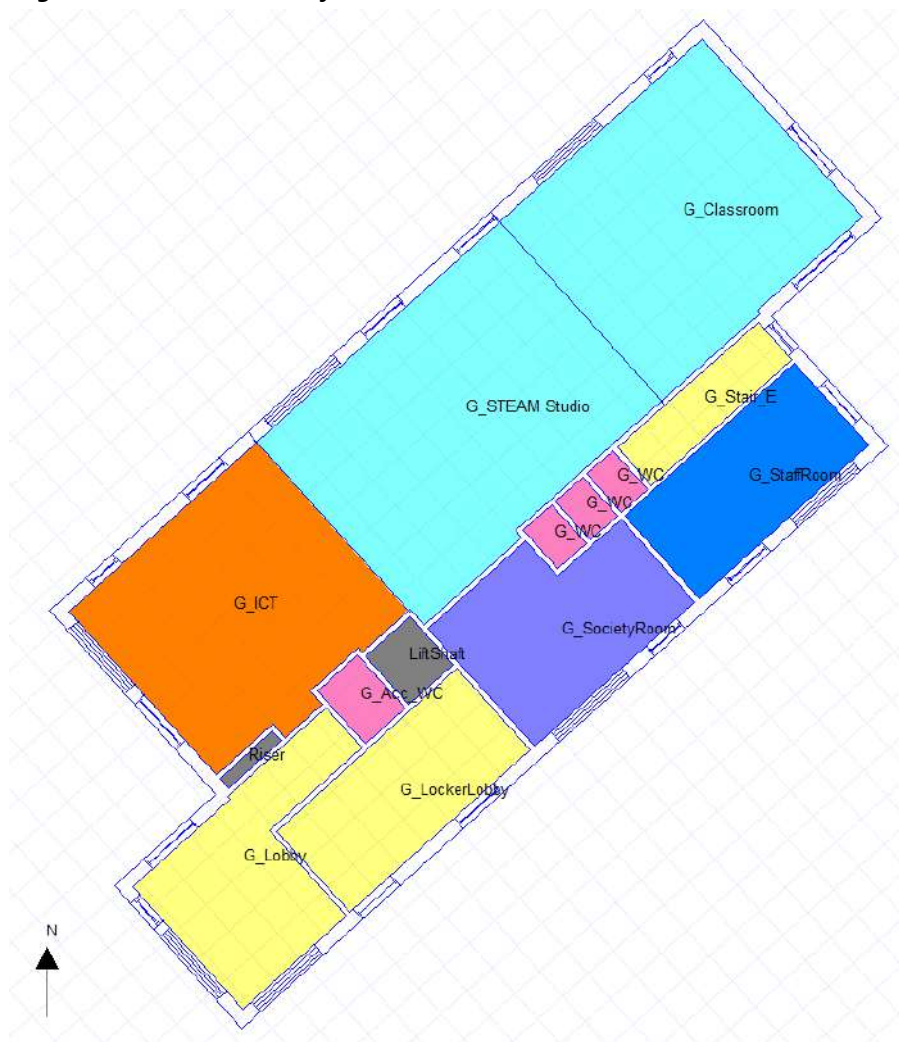 G_Classroom
G_Stair_E
G_STEAM Studio
G_StaffRoom
G_WC
G_WC
G_WC
G_ICT
G_SocietyRoom
LiftShaft
G_Acc_WC
Riser
G_LockerLobby
G_Lobby
N